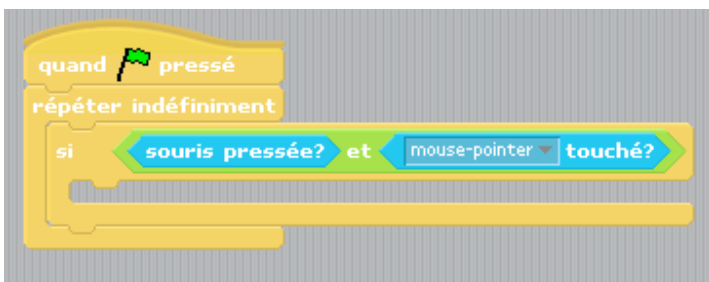 quand pressé
répéter indéfiniment
si souris pressée? et mouse-pointer touché?